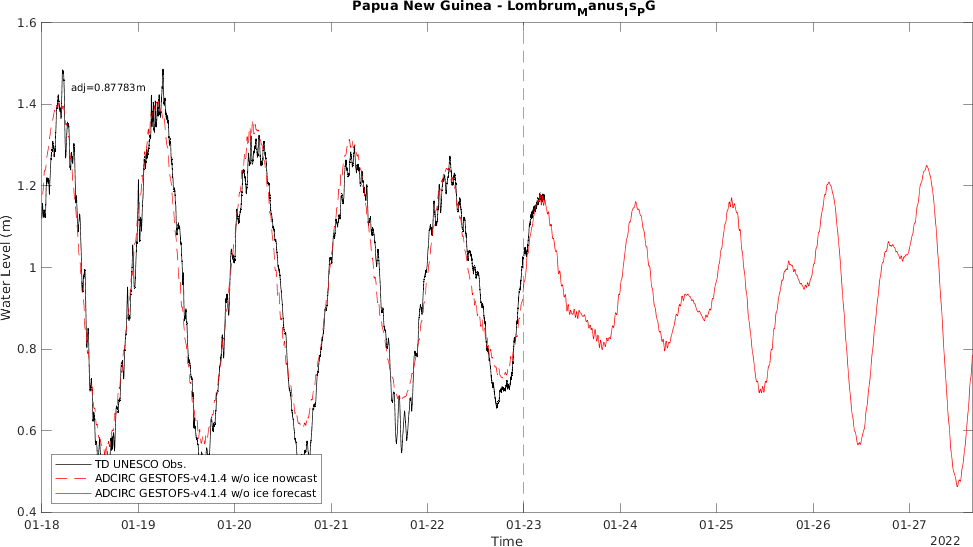 Papua New Guinea - Lombrum_Manus_Is_PG
1.6
1.4
1.2
1
0.8
0.6
0.4
Water Level (m)
adj=0.87783m
TD UNESCO Obs.
ADCIRC GESTOFS-v4.1.4 w/o ice nowcast
ADCIRC GESTOFS-v4.1.4 w/o ice forecast
01-18 01-19 01-20 01-21 01-22 01-23 01-24 01-25 01-26 01-27
Time
2022